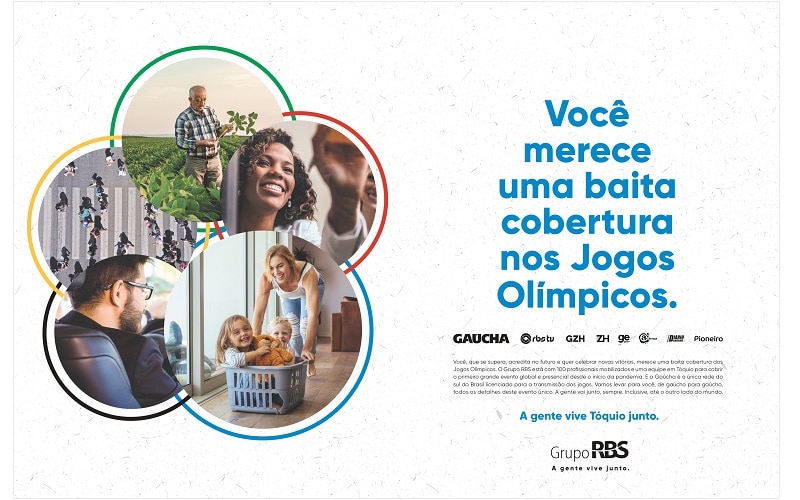 Você
merece
uma baita
cobertura
nos Jogos
Olímpicos.
GAÚCHA rbstv GZH ZH ge DIÁRIO Pioneiro
Você, que se supera, acredita no futuro e quer celebrar novas vitórias, merece uma baita cobertura dos
Jogos Olímpicos. O Grupo RBS está com 100 profissionais mobilizados e uma equipe em Tóquio para cobrir
o primeiro grande evento global e presencial desde o início da pandemia. E a Gaúcha é a única rede do
sul do Brasil licenciada para a transmissão dos jogos. Vamos levar para você, de gaúcho para gaúcho,
todos os detalhes deste evento único. A gente vai junto, sempre. Inclusive, até o outro lado do mundo.
A gente vive Tóquio junto.
Grupo RBS
A gente vive junto.